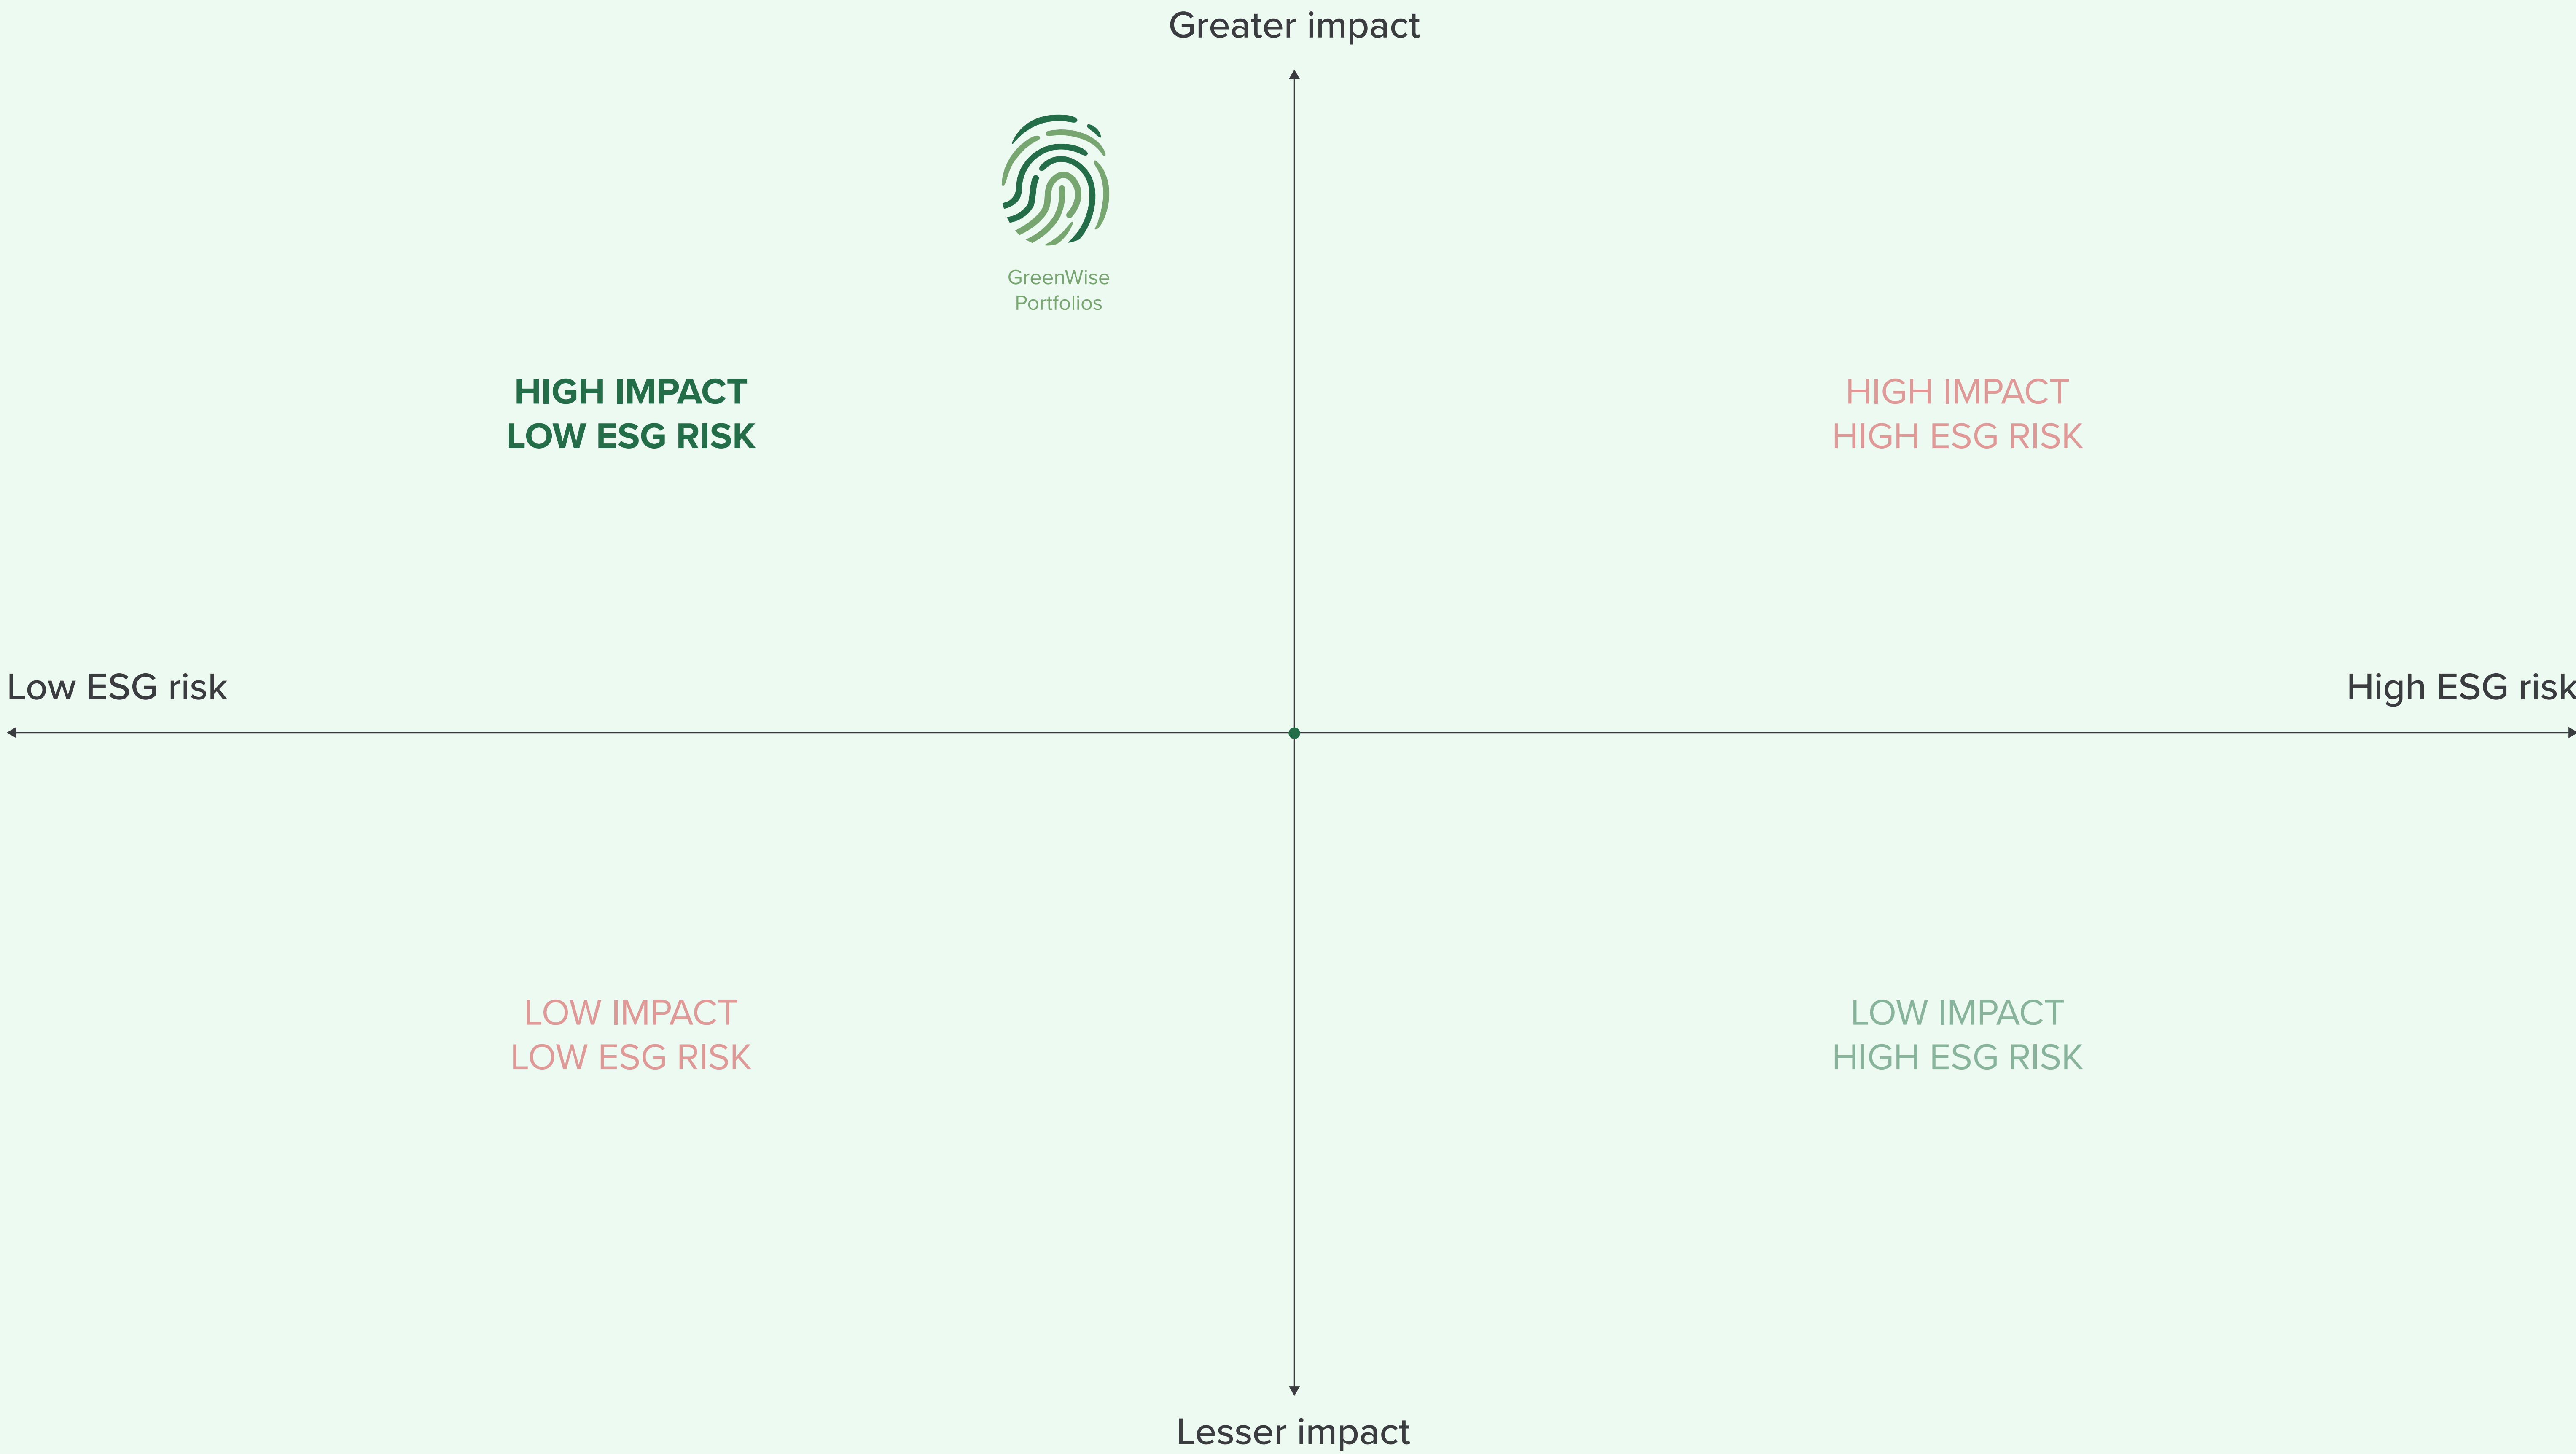 Greater impact
GreenWise
Portfolios
HIGH IMPACT
LOW ESG RISK
HIGH IMPACT
HIGH ESG RISK
Low ESG risk
High ESG risk
LOW IMPACT
LOW ESG RISK
LOW IMPACT
HIGH ESG RISK
Lesser impact